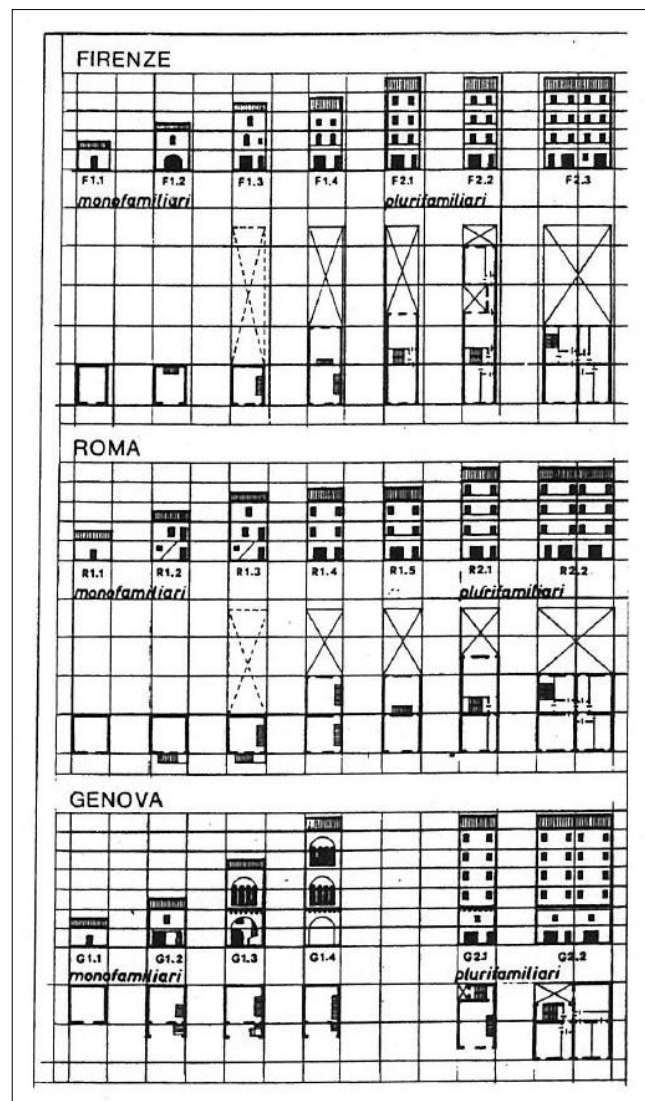 FIRENZE
F1.1 F1.2 F1.3 F1.4 F2.1 F2.2 F2.3
monofamiliari plurifamiliari
ROMA
R1.1 R1.2 R1.3 R1.4 R1.5 R2.1 R2.2
monofamiliari plurifamiliari
GENOVA
G1.1 G1.2 G1.3 G1.4 G2.1 G2.2
monofamiliari plurifamiliari